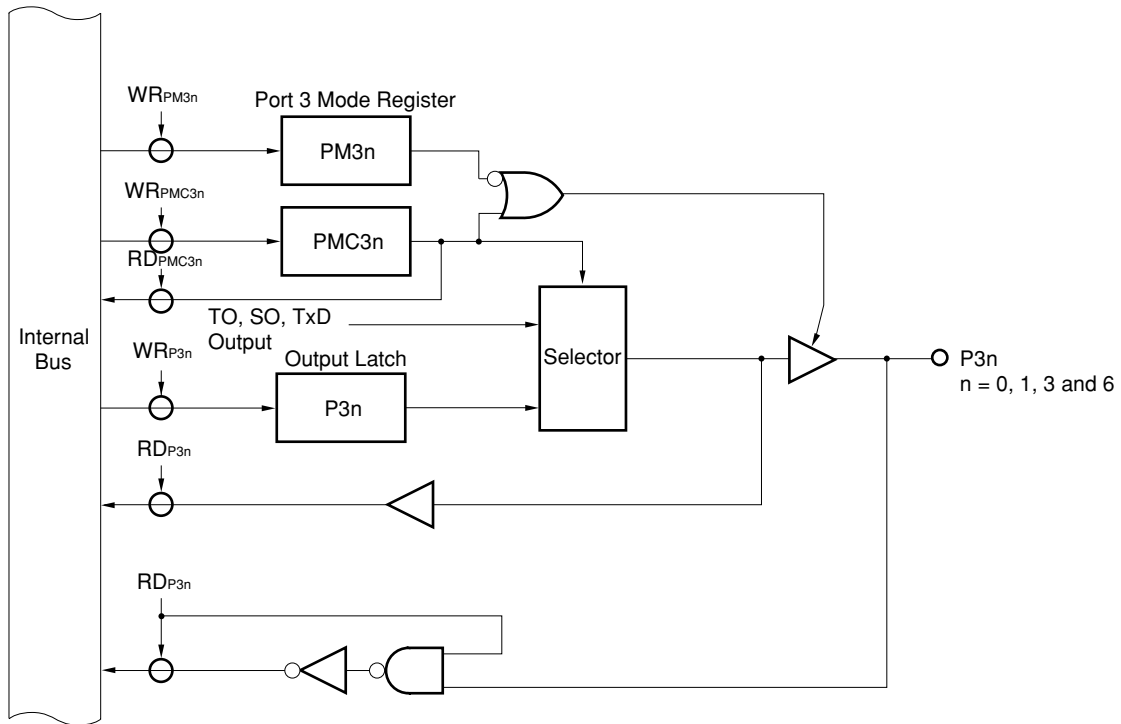 WRPM3n
Port 3 Mode Register
PM3n
WRPMC3n
PMC3n
RDPMC3n
TO, SO, TxD
Output
Internal
Bus
WRP3n
Output Latch
P3n
Selector
P3n
n = 0, 1, 3 and 6
RDP3n
RDP3n